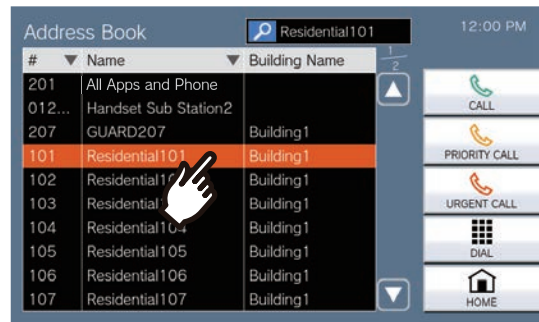 Address Book
Residential101
12:00 PM
# Name Building Name
1/2
201 All Apps and Phone
012... Handset Sub Station2
207 GUARD207 Building1
101 Residential101 Building1
102 Building1
103 Building1
104 Building1
105 Residential105 Building1
106 Residential106 Building1
107 Residential107 Building1
CALL
PRIORITY CALL
URGENT CALL
DIAL
HOME